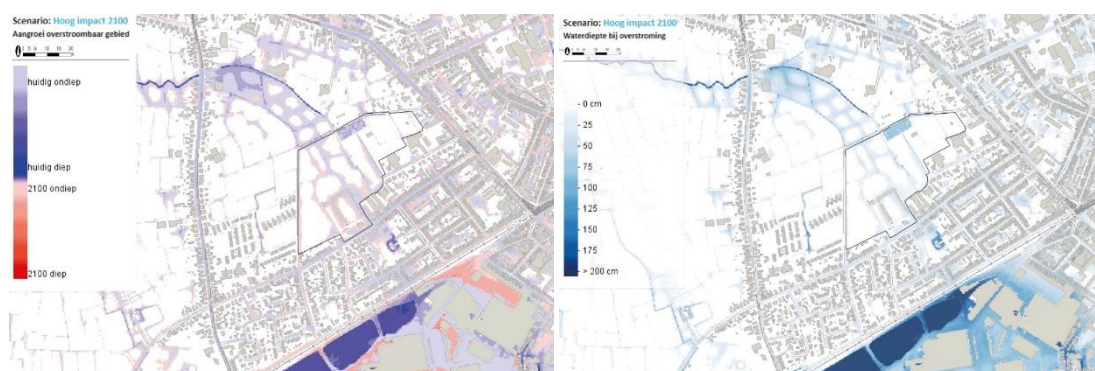 Scenario: Hoog impact 2100
Aangroei overstroombaar gebied
huidig ondiep
huidig diep
2100 ondiep
2100 diep
Scenario: Hoog impact 2100
Waterdiepte bij overstroming
- 0 cm
- 25
- 50
- 75
- 100
- 125
- 150
- 175
- > 200 cm